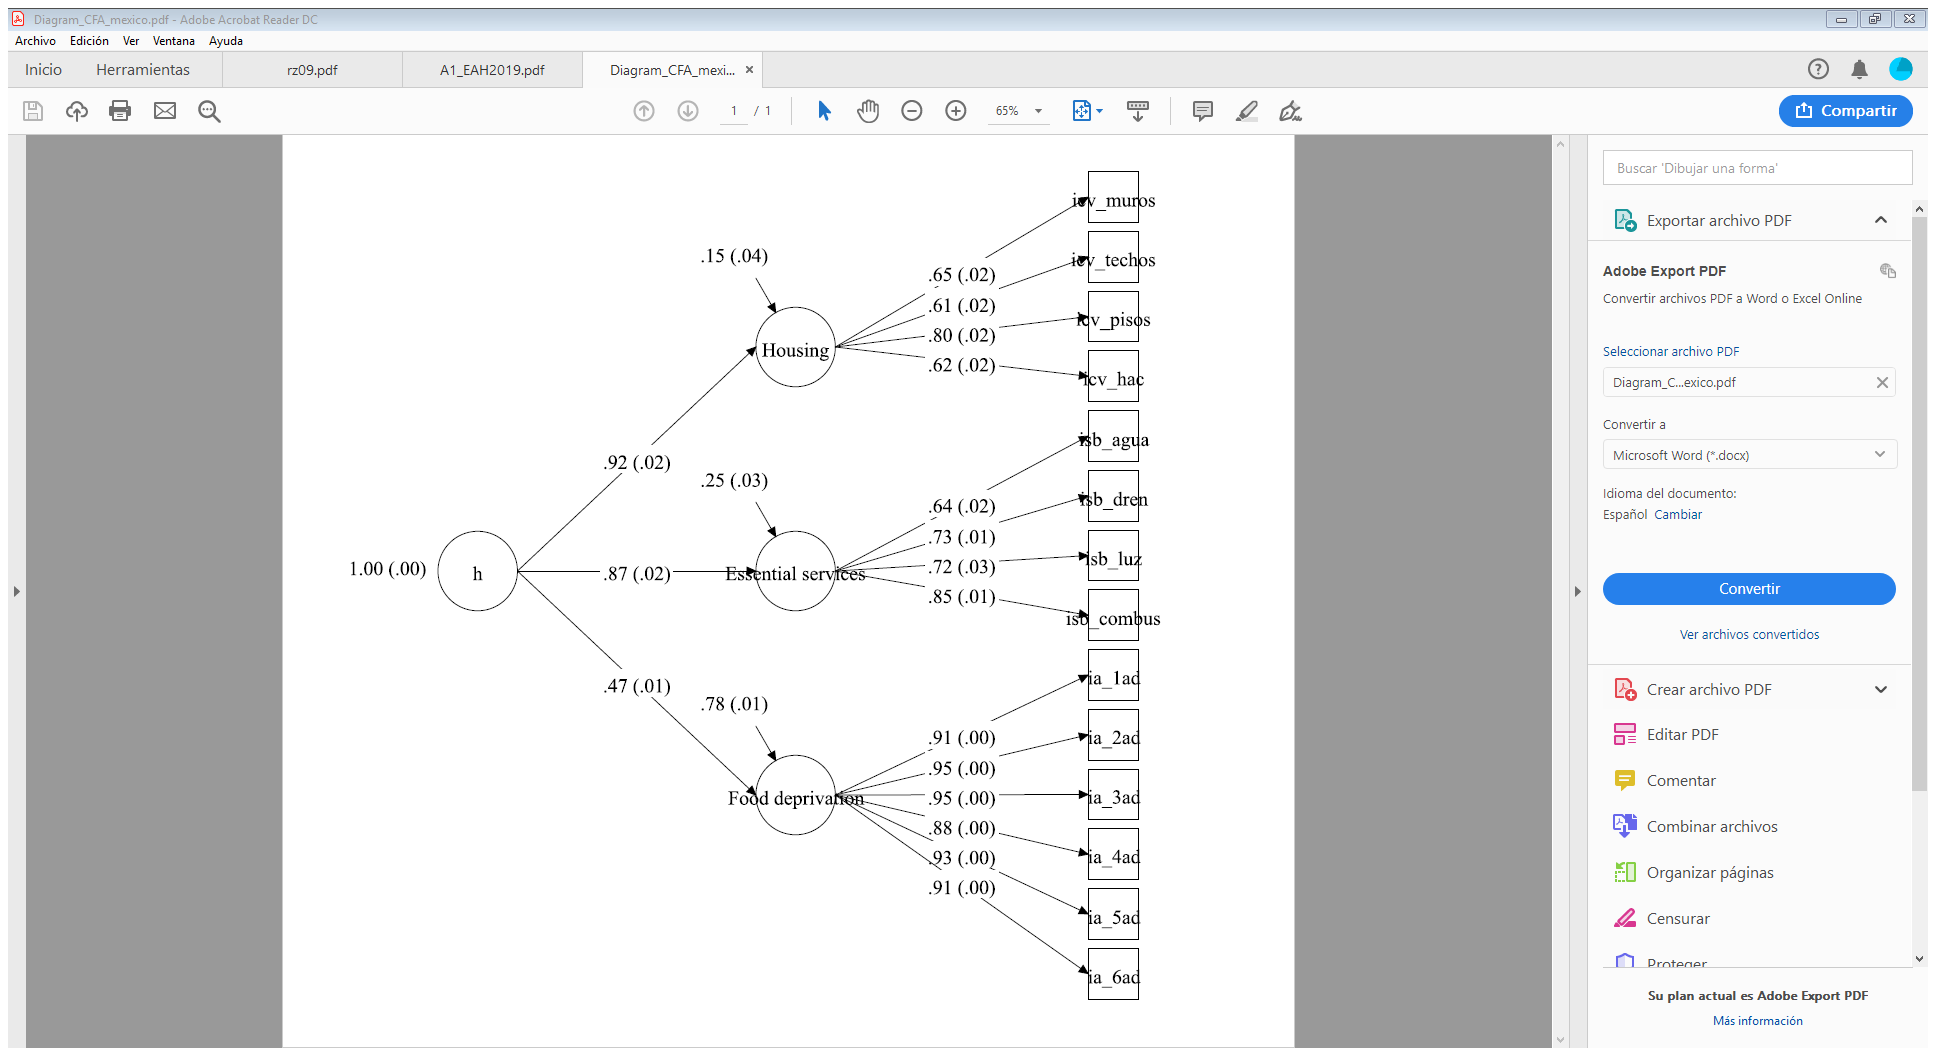 Diagram_CFA_mexico.pdf - Adobe Acrobat Reader DC
Archivo Edición Ver Ventana Ayuda
Inicio Herramientas rz09.pdf A1_EAH2019.pdf Diagram_CFA_mexi... ×
1 / 1 65% Compartir
Buscar 'Dibujar una forma'
Exportar archivo PDF
Adobe Export PDF
Convertir archivos PDF a Word o Excel Online
Seleccionar archivo PDF
Diagram_C...exico.pdf
Convertir a
Microsoft Word (*.docx)
Idioma del documento:
Español Cambiar
Convertir
Ver archivos convertidos
Crear archivo PDF
Editar PDF
Comentar
Combinar archivos
Organizar páginas
Censurar
Proteger
Su plan actual es Adobe Export PDF
Más información
1.00 (.00)
h
.92 (.02)
.87 (.02)
.47 (.01)
.15 (.04)
Housing
.25 (.03)
Essential services
.78 (.01)
Food deprivation
.65 (.02)
.61 (.02)
.80 (.02)
.62 (.02)
.64 (.02)
.73 (.01)
.72 (.03)
.85 (.01)
.91 (.00)
.95 (.00)
.95 (.00)
.88 (.00)
.93 (.00)
.91 (.00)
icv_muros
icv_techos
icv_pisos
icv_hac
isb_agua
isb_dren
isb_luz
isb_combus
ia_1ad
ia_2ad
ia_3ad
ia_4ad
ia_5ad
ia_6ad